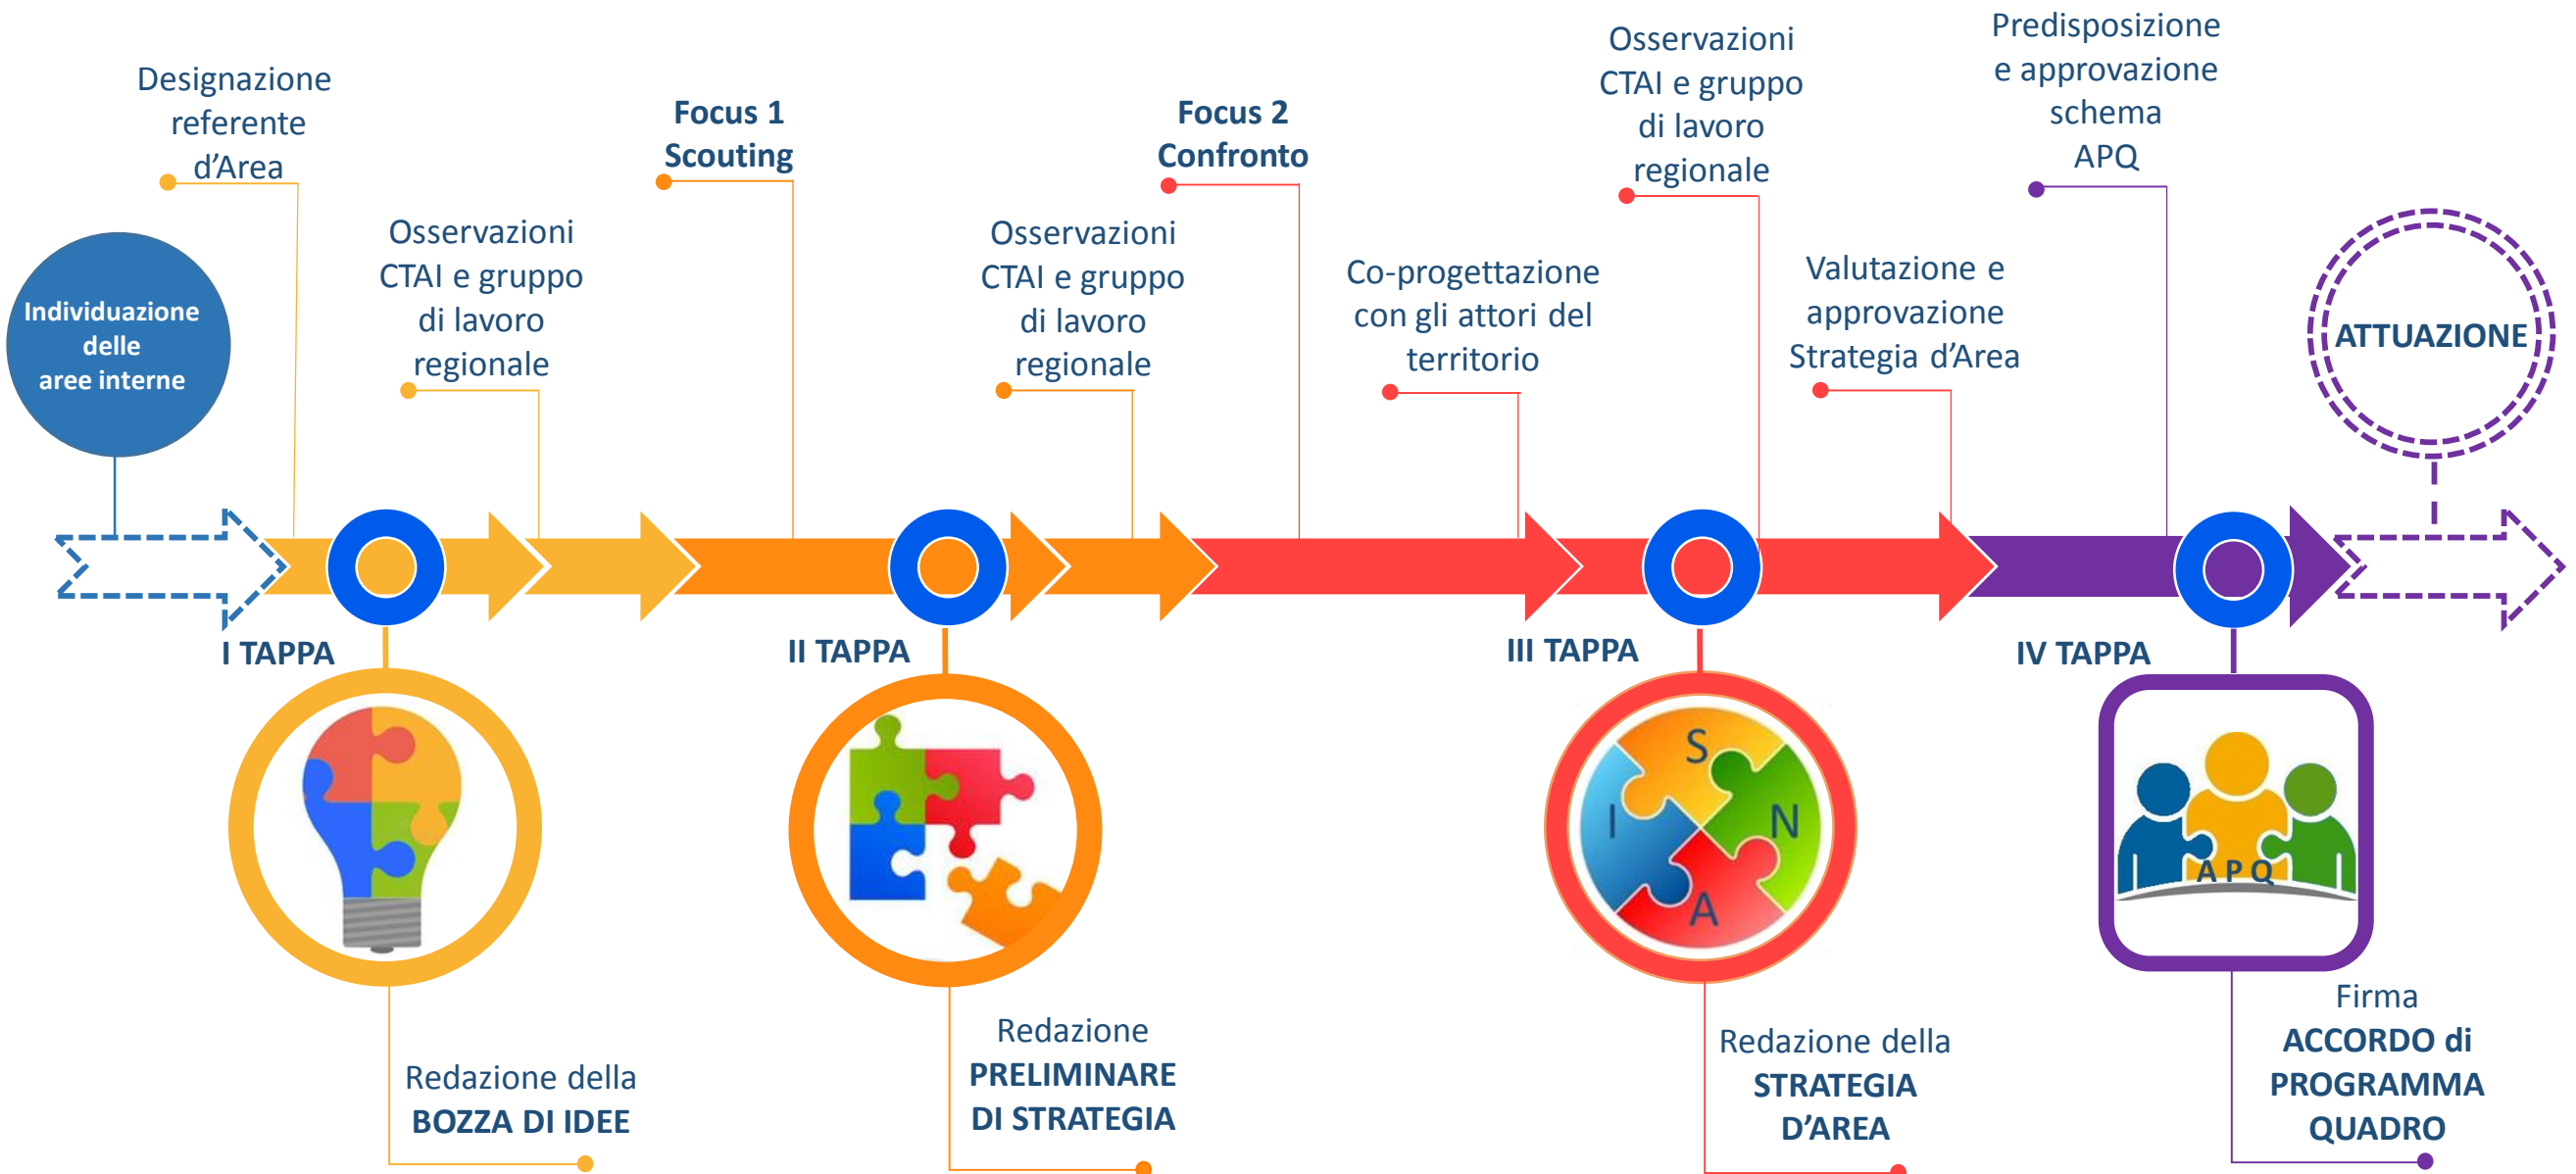 Individuazione
delle
aree interne
Designazione
referente
d’Area
Osservazioni
CTAI e gruppo
di lavoro
regionale
Focus 1
Scouting
Osservazioni
CTAI e gruppo
di lavoro
regionale
Focus 2
Confronto
Co-progettazione
con gli attori del
territorio
Osservazioni
CTAI e gruppo
di lavoro
regionale
Valutazione e
approvazione
Strategia d’Area
Predisposizione
e approvazione
schema
APQ
ATTUAZIONE
I TAPPA
II TAPPA
III TAPPA
IV TAPPA
S
I
N
A
A P Q
Redazione della
BOZZA DI IDEE
Redazione
PRELIMINARE
DI STRATEGIA
Redazione della
STRATEGIA
D’AREA
Firma
ACCORDO di
PROGRAMMA
QUADRO